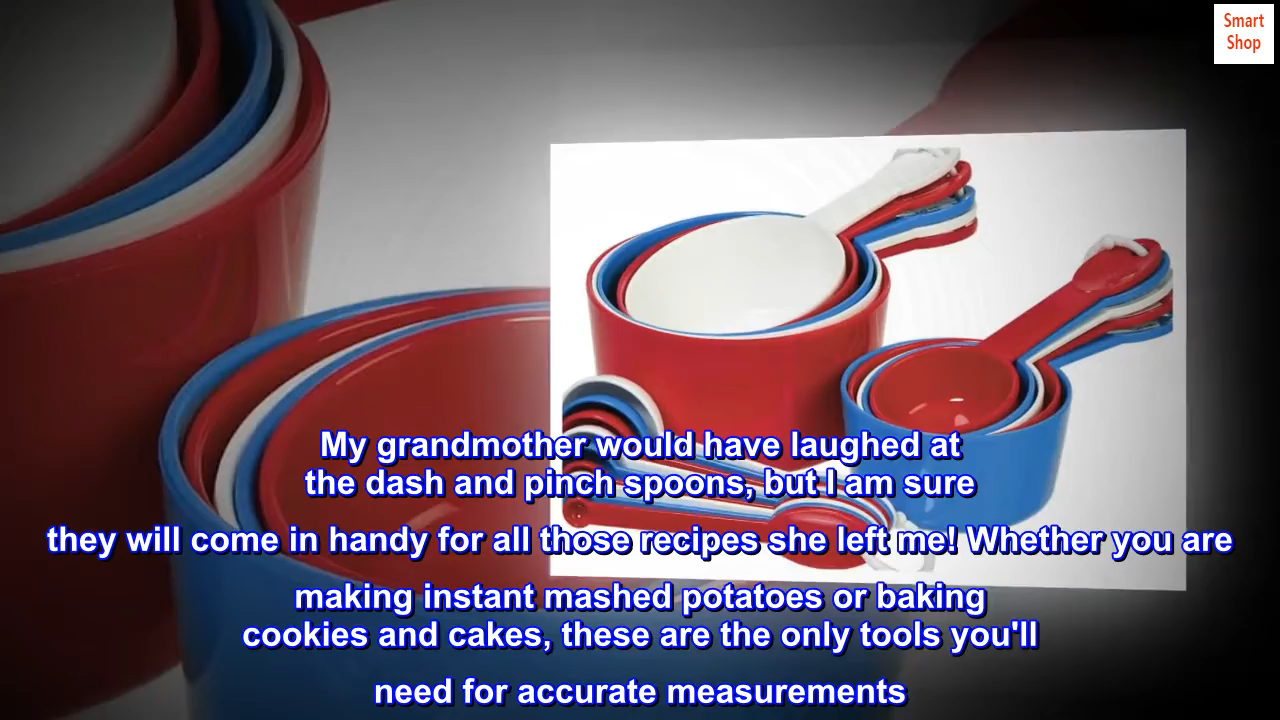 Smart
Shop
My grandmother would have laughed at
the dash and pinch spoons, but I am sure
they will come in handy for all those recipes she left me! Whether you are
making instant mashed potatoes or baking
cookies and cakes, these are the only tools you'll
need for accurate measurements